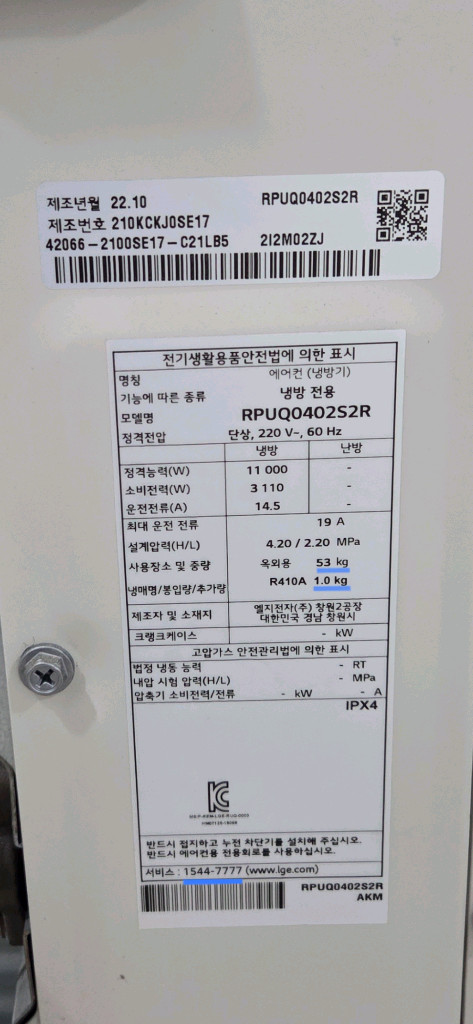 제조년월 22.10 RPUQ0402S2R
제조번호 210KCKJ0SE17
42066-2100SE17-C21LB5 2I2M02ZJ
전기생활용품안전법에 의한 표시
명칭 에어컨 (냉방기)
기능에 따른 종류 냉방 전용
모델명 RPUQ0402S2R
정격전압 단상, 220 V~, 60 Hz
냉방 난방
정격능력(W) 11 000 -
소비전력(W) 3 110 -
운전전류(A) 14.5 -
최대 운전 전류 19 A
설계압력(H/L) 4.20 / 2.20 MPa
사용장소 및 중량 옥외용 53 kg
냉매명/봉입량/추가량 R410A 1.0 kg
제조자 및 소재지 엘지전자(주) 창원2공장
대한민국 경남 창원시
크랭크케이스 - kW
고압가스 안전관리법에 의한 표시
법정 냉동 능력 - RT
내압 시험 압력(H/L) - MPa
압축기 소비전력/전류 - kW - A
IPX4
반드시 접지하고 누전 차단기를 설치해 주십시오.
반드시 에어컨용 전용회로를 사용하십시오.
서비스 : 1544-7777 (www.lge.com)
RPUQ0402S2R
AKM